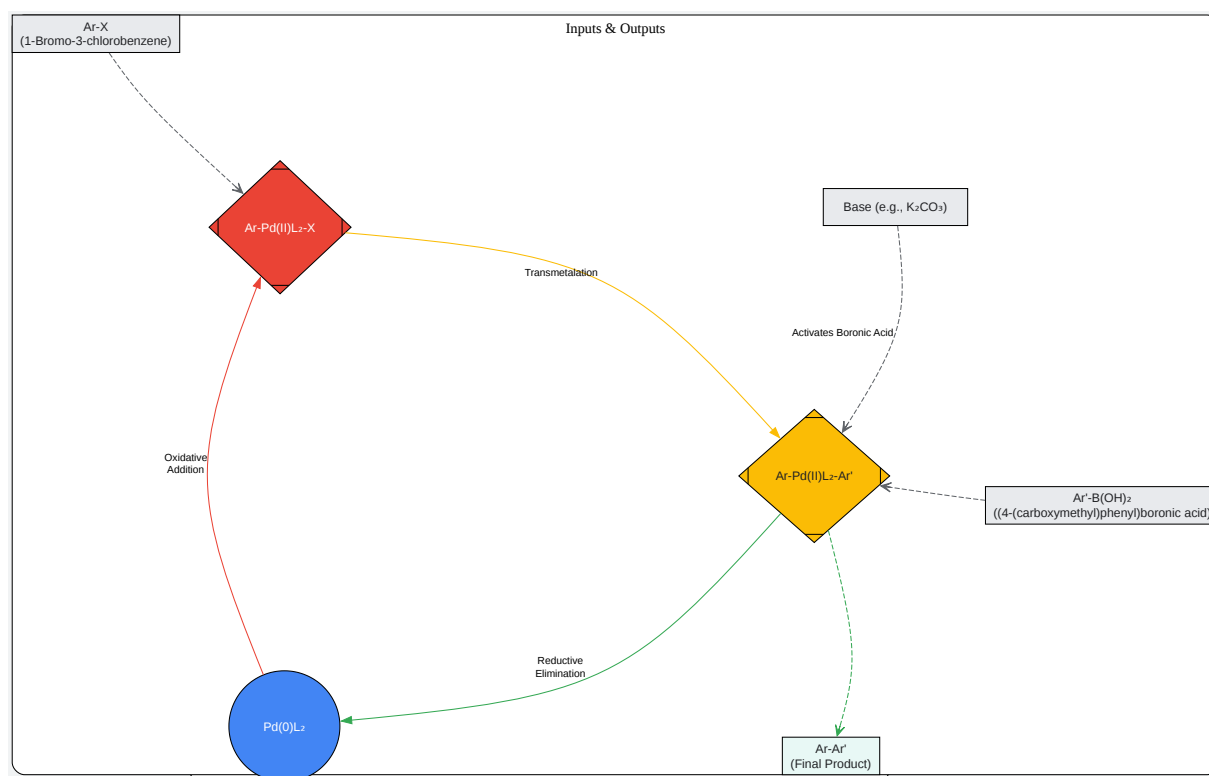 Inputs & Outputs
Ar-X
(1-Bromo-3-chlorobenzene)
Ar-Pd(II)L₂-X
Base (e.g., K₂CO₃)
Transmetalation
Activates Boronic Acid
Oxidative
Addition
Ar-Pd(II)L₂-Ar'
Ar'-B(OH)₂
((4-(carboxymethyl)phenyl)boronic acid)
Reductive
Elimination
Pd(0)L₂
Ar-Ar'
(Final Product)